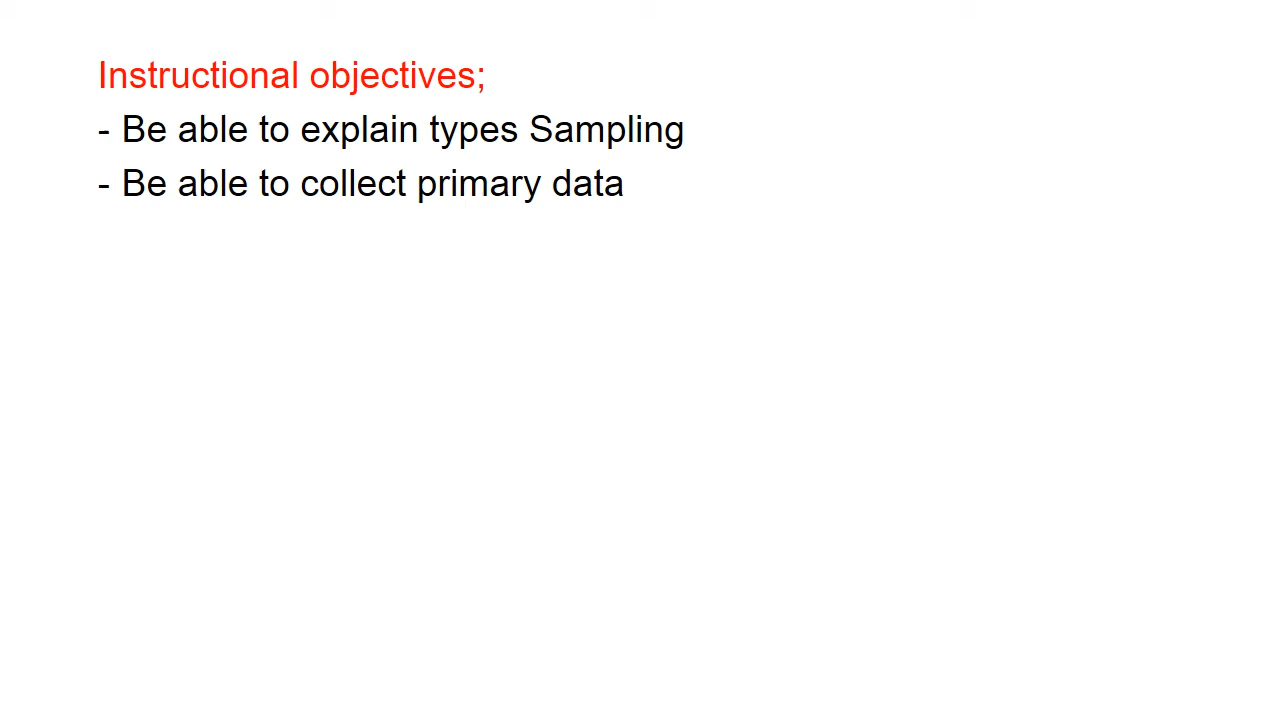 Instructional objectives;
- Be able to explain types Sampling
- Be able to collect primary data